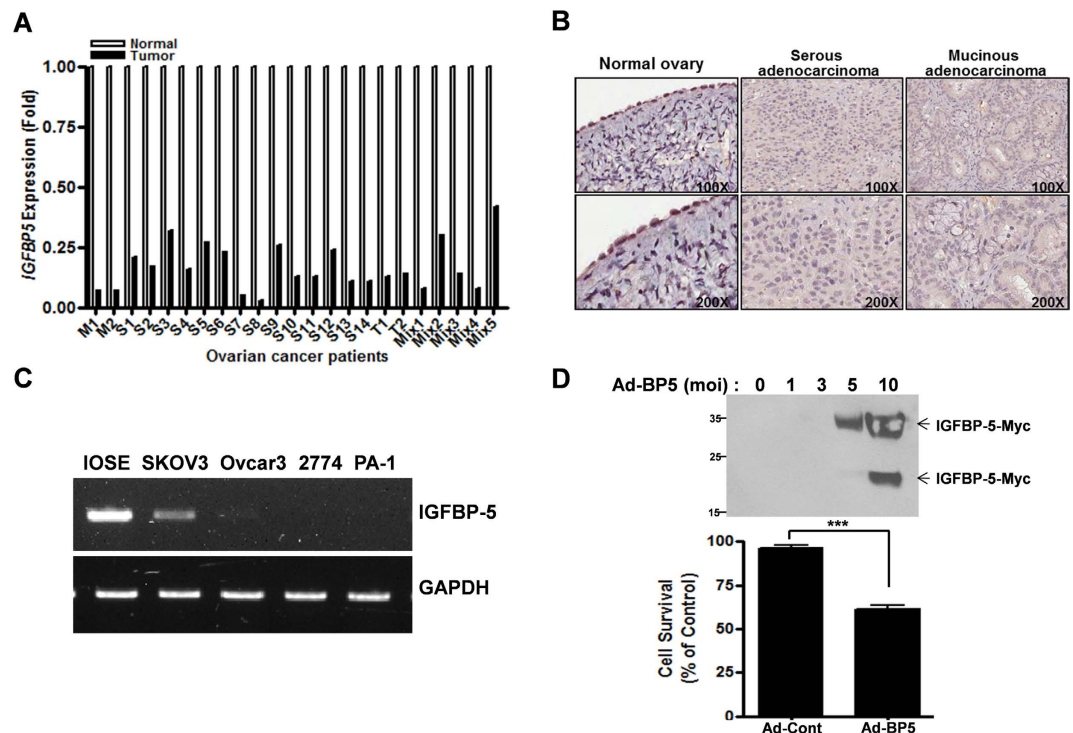 A
Normal
Tumor
1.00
0.75
0.50
0.25
0.00
IGFBP5 Expression (Fold)
M1 M2 S1 S2 S3 S4 S5 S6 S7 S8 S9 S10 S11 S12 S13 S14 T1 T2 Mix1 Mix2 Mix3 Mix4 Mix5
Ovarian cancer patients
B
Normal ovary
Serous
adenocarcinoma
Mucinous
adenocarcinoma
100X 100X 100X
200X 200X 200X
C
IOSE SKOV3 Ovcar3 2774 PA-1
IGFBP-5
GAPDH
D
Ad-BP5 (moi) : 0 1 3 5 10
35
25
15
IGFBP-5-Myc
IGFBP-5-Myc
***
100
75
50
25
0
Cell Survival
(% of Control)
Ad-Cont Ad-BP5